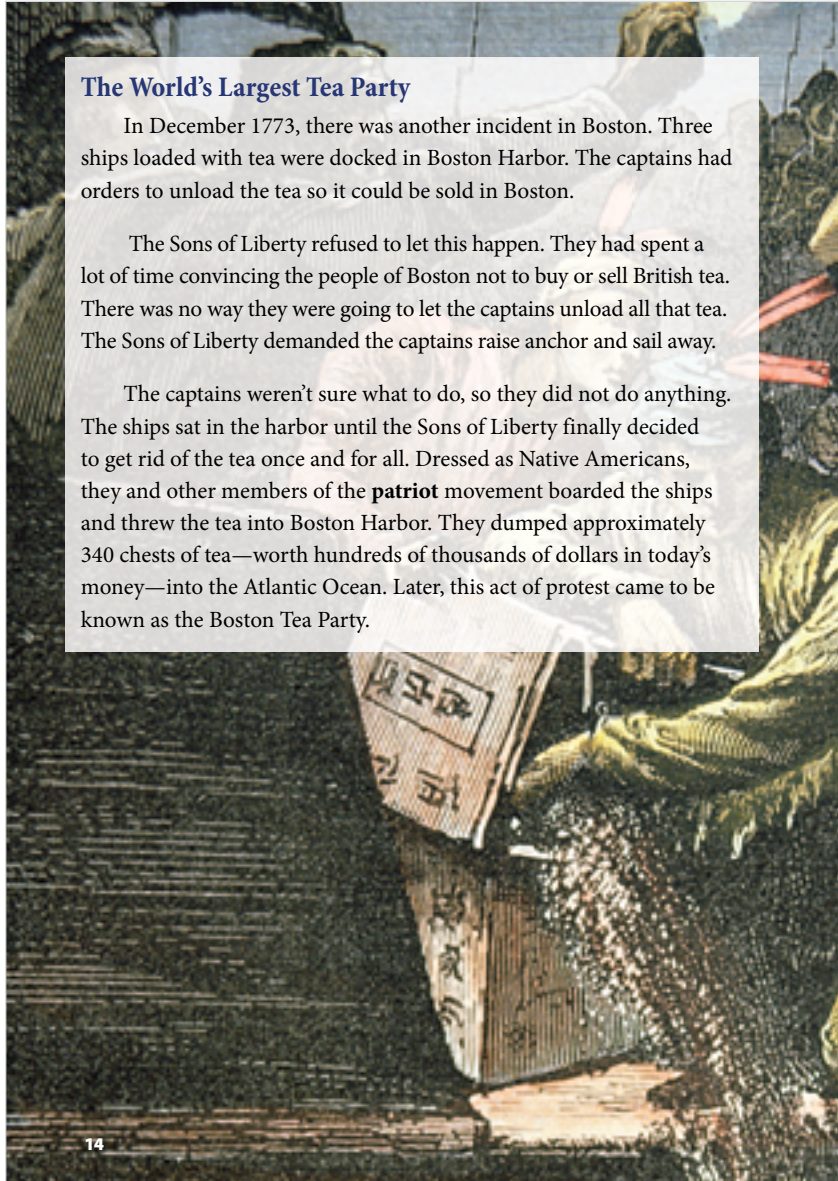 The World’s Largest Tea Party
In December 1773, there was another incident in Boston. Three
ships loaded with tea were docked in Boston Harbor. The captains had
orders to unload the tea so it could be sold in Boston.
The Sons of Liberty refused to let this happen. They had spent a
lot of time convincing the people of Boston not to buy or sell British tea.
There was no way they were going to let the captains unload all that tea.
The Sons of Liberty demanded the captains raise anchor and sail away.
The captains weren’t sure what to do, so they did not do anything.
The ships sat in the harbor until the Sons of Liberty finally decided
to get rid of the tea once and for all. Dressed as Native Americans,
they and other members of the patriot movement boarded the ships
and threw the tea into Boston Harbor. They dumped approximately
340 chests of tea—worth hundreds of thousands of dollars in today’s
money—into the Atlantic Ocean. Later, this act of protest came to be
known as the Boston Tea Party.
14